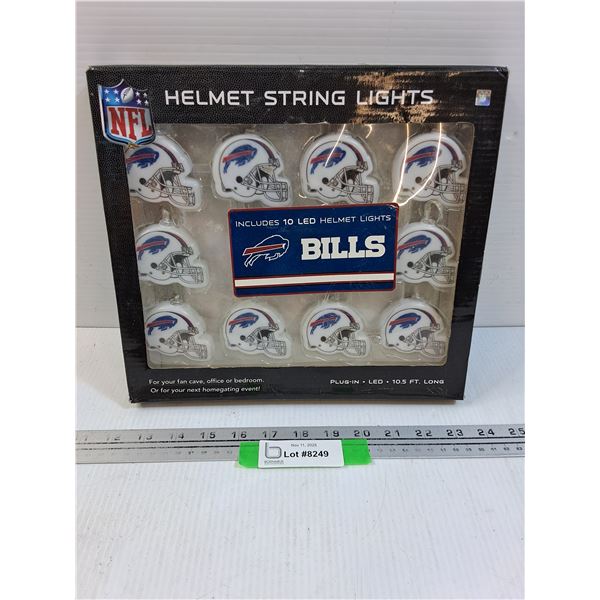 NFL
HELMET STRING LIGHTS
INCLUDES 10 LED HELMET LIGHTS
BILLS
For your fan cave, office or bedroom.
Or for your next homegating event!
PLUG-IN • LED • 10.5 FT. LONG
12 13 14 15 16 17 18 19 20 21 22 23 24 25
Nov 11, 2025
Lot #8249